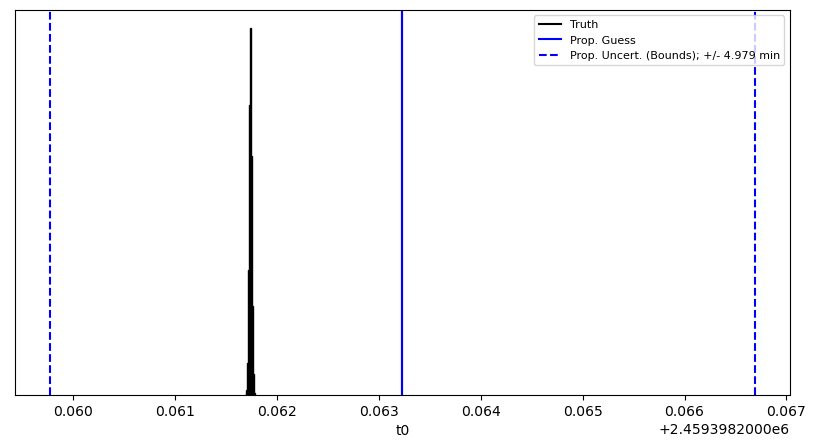 Truth
Prop. Guess
Prop. Uncert. (Bounds); +/- 4.979 min
0.060 0.061 0.062 0.063 0.064 0.065 0.066 0.067
t0
+2.4593982000e6